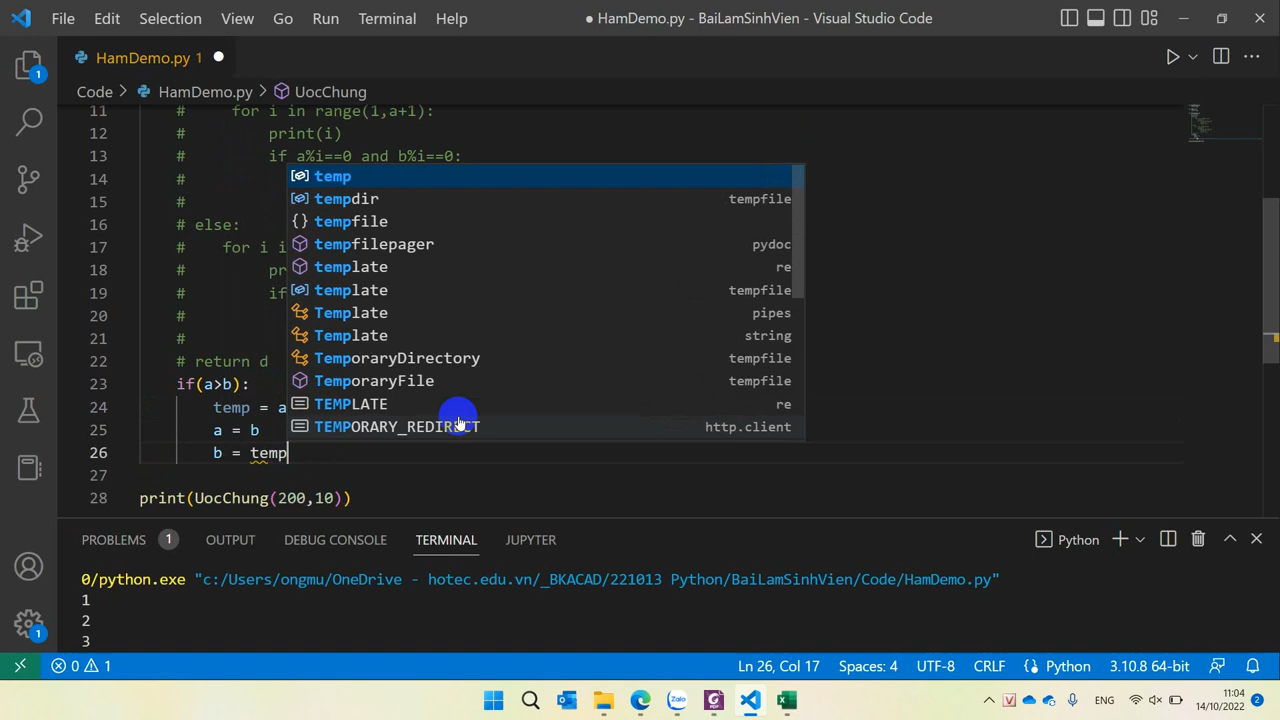 File Edit Selection View Go Run Terminal Help ● HamDemo.py - BaiLamSinhVien - Visual Studio Code
HamDemo.py 1
Code > HamDemo.py > UocChung
11 # for i in range(1,a+1):
12 # print(i)
13 # if a%i==0 and b%i==0:
14 #
15 #
16 # else:
17 # for i i
18 # pr
19 # if
20 #
21 #
22 # return d
23 if(a>b):
24 temp = a
25 a = b
26 b = temp
27
28 print(UocChung(200,10))
temp
tempdir tempfile
tempfile
tempfilepager pydoc
template re
template tempfile
Template pipes
Template string
TemporaryDirectory tempfile
TemporaryFile tempfile
TEMPLATE re
TEMPORARY_REDIRECT http.client
PROBLEMS 1 OUTPUT DEBUG CONSOLE TERMINAL JUPYTER Python
0/python.exe "c:/Users/ongmu/OneDrive - hotec.edu.vn/_BKACAD/221013 Python/BaiLamSinhVien/Code/HamDemo.py"
1
2
3
1
1
0 1 Ln 26, Col 17 Spaces: 4 UTF-8 CRLF Python 3.10.8 64-bit
Zalo PDF ENG 11:04
14/10/2022 2